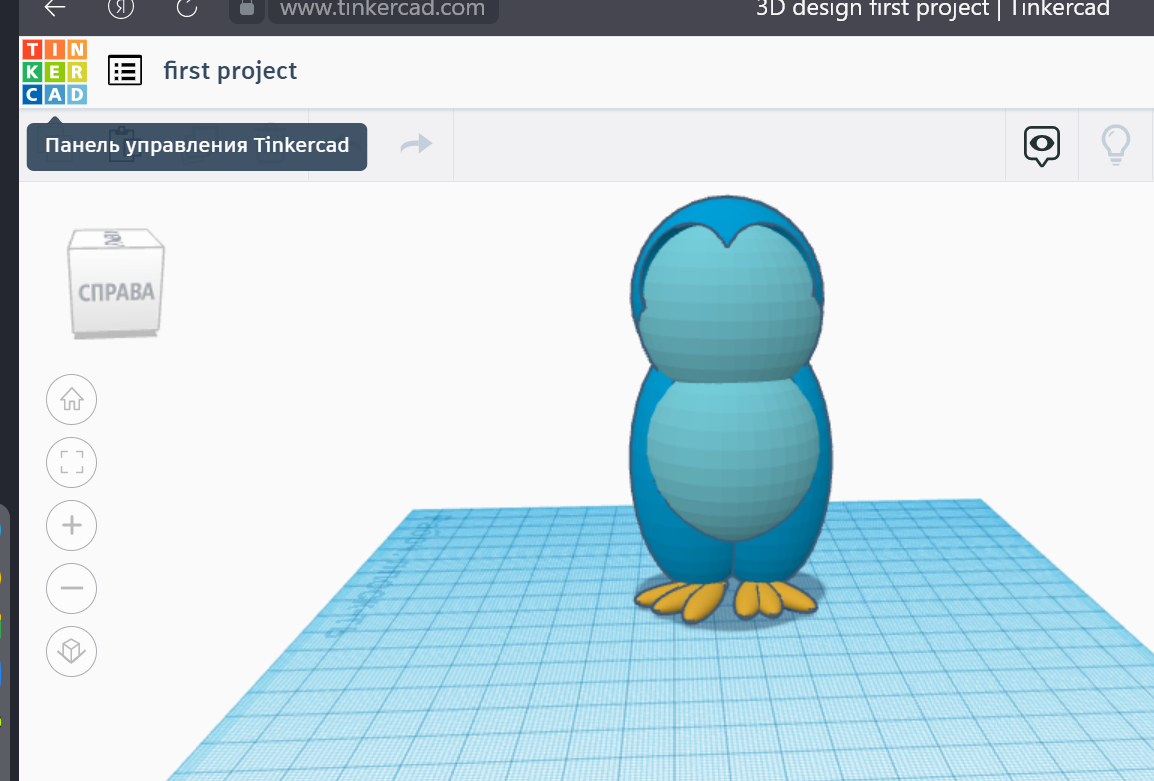 www.tinkercad.com
3D design first project | Tinkercad
TIN
KER
CAD
first project
Панель управления Tinkercad
СПРАВА